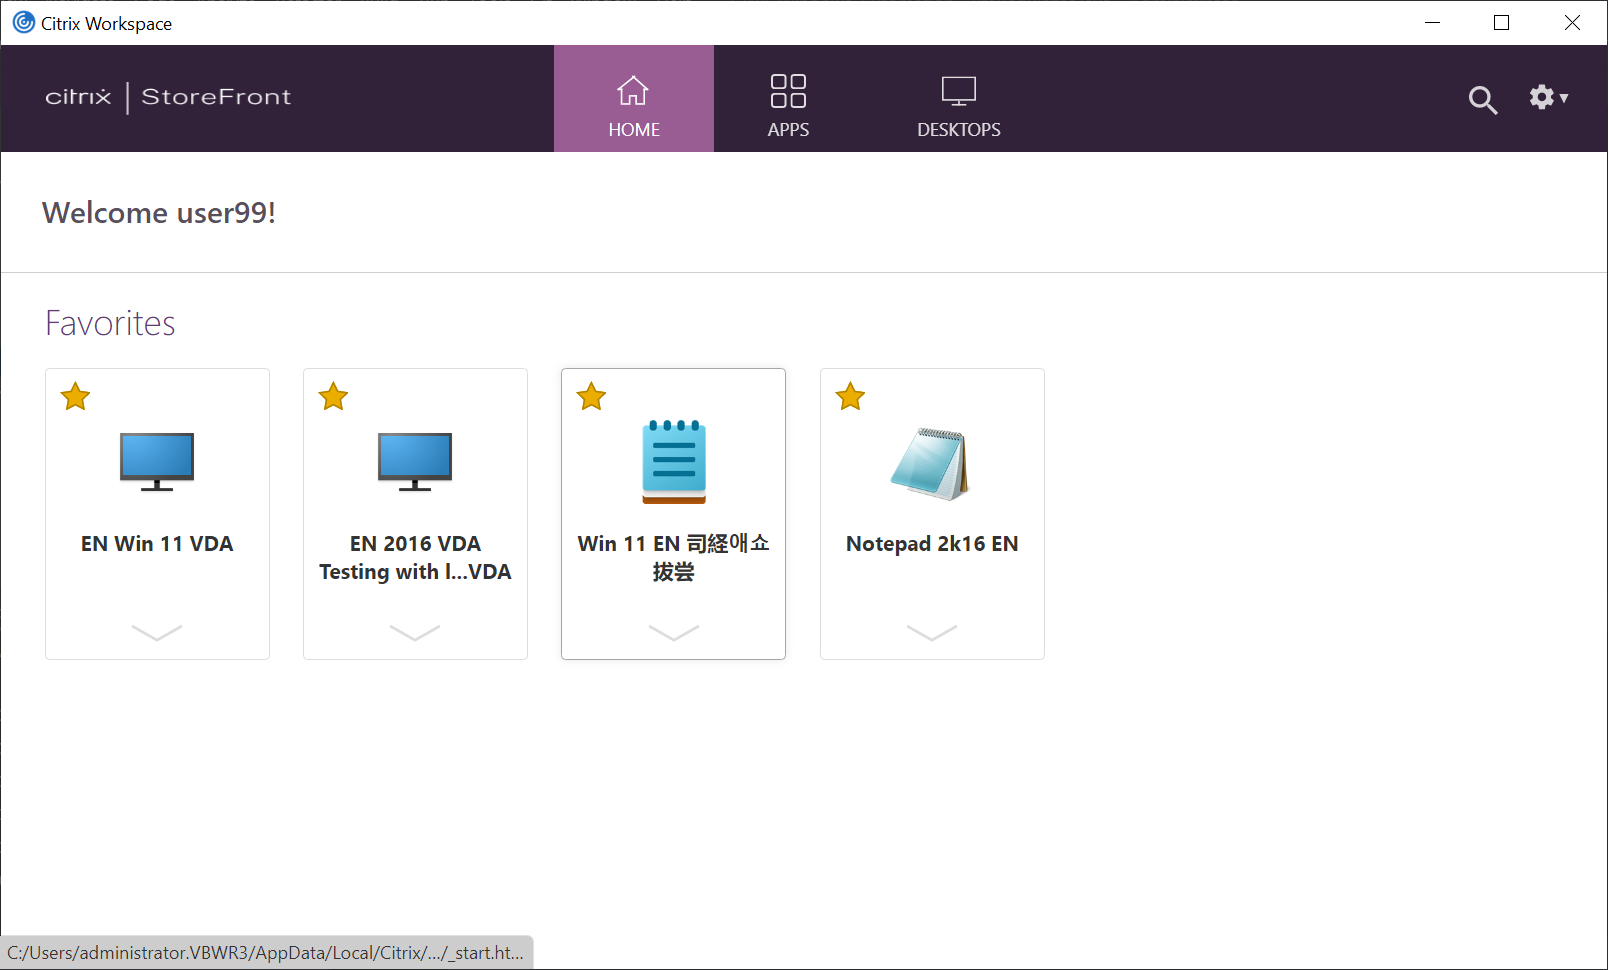 Citrix Workspace
citrix | StoreFront
HOME
APPS
DESKTOPS
Welcome user99!
Favorites
EN Win 11 VDA
EN 2016 VDA
Testing with l...VDA
Win 11 EN 司経애쇼
拔尝
Notepad 2k16 EN
C:/Users/administrator.VBWR3/AppData/Local/Citrix/.../_start.ht...